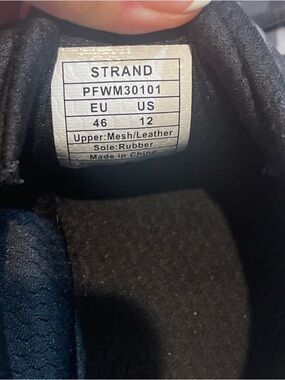 STRAND
PFWM30101
EU US
46 12
Upper:Mesh/Leather
Sole:Rubber
Made in China